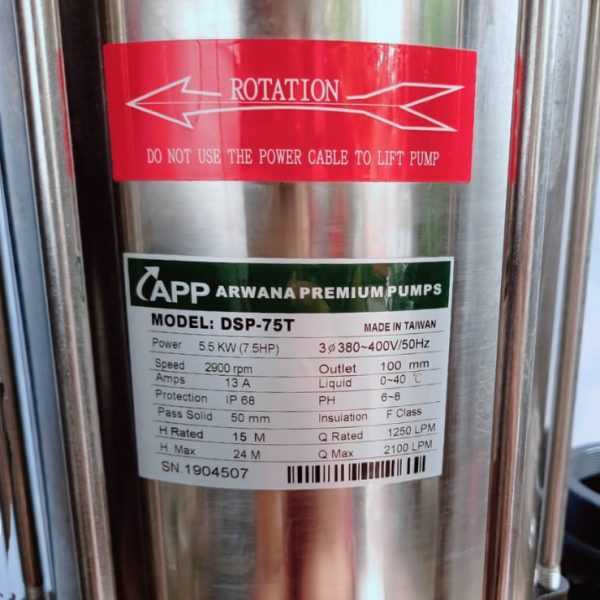 ROTATION
DO NOT USE THE POWER CABLE TO LIFT PUMP
APP ARWANA PREMIUM PUMPS
MODEL: DSP-75T MADE IN TAIWAN
Power 5.5 KW (7.5HP) 3ϕ380~400V/50Hz
Speed 2900 rpm Outlet 100 mm
Amps 13 A Liquid 0~40 ℃
Protection IP 68 PH 6~8
Pass Solid 50 mm Insulation F Class
H Rated 15 M Q Rated 1250 LPM
H Max 24 M Q Max 2100 LPM
SN.1904507